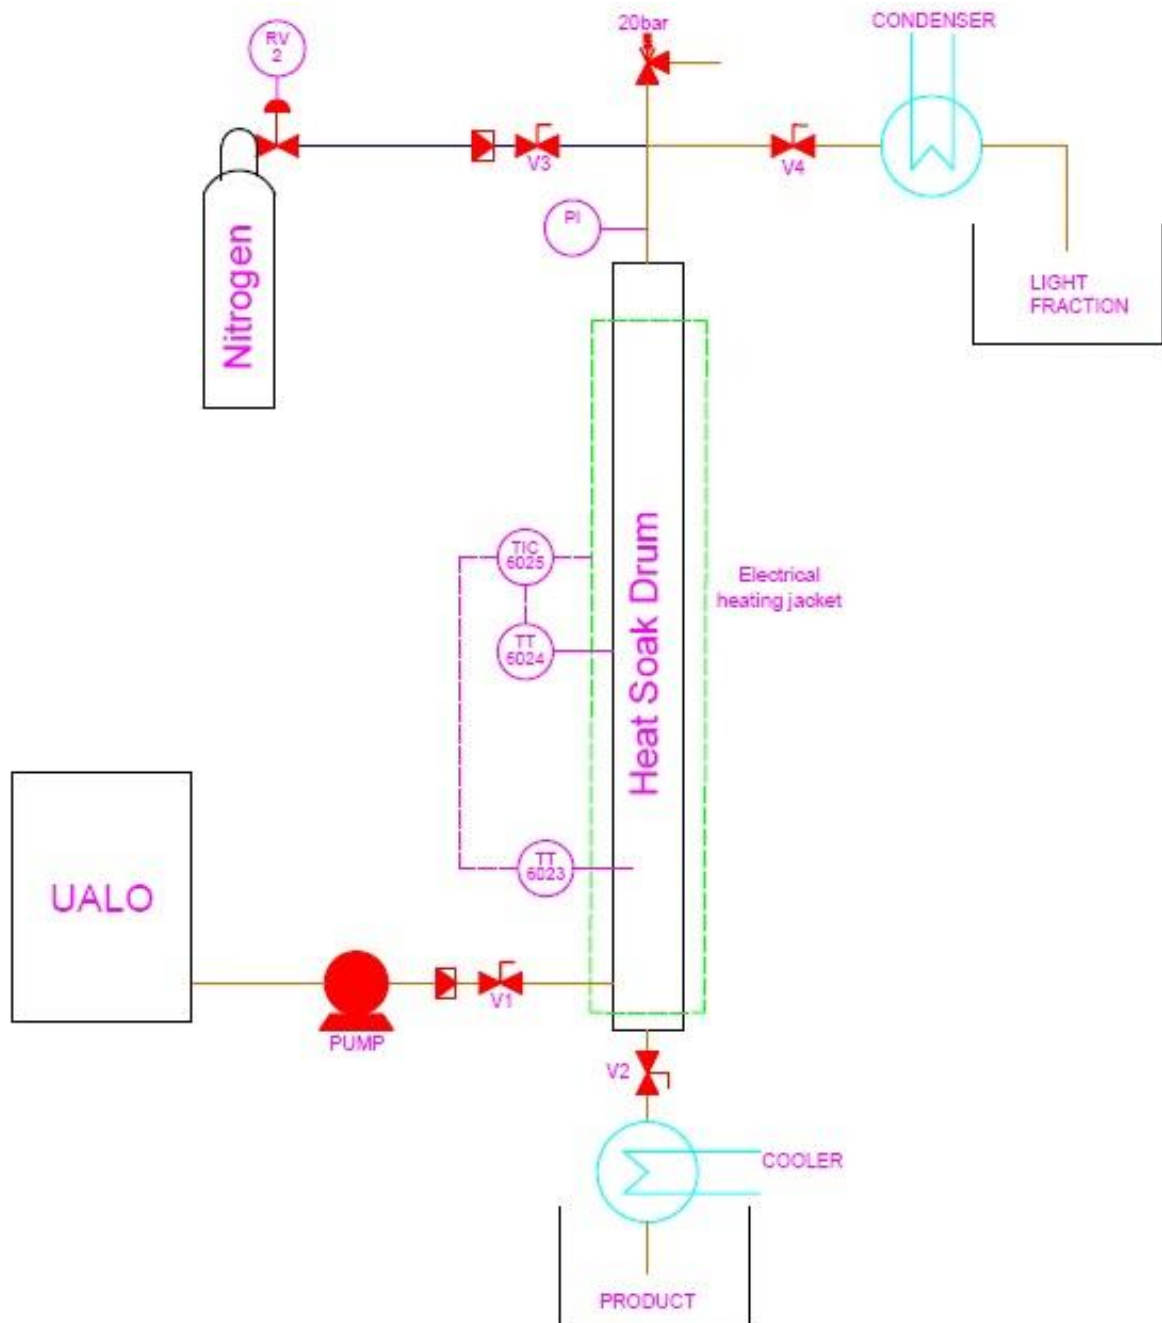 RV
2
20bar
CONDENSER
V3
V4
PI
Nitrogen
LIGHT
FRACTION
TIC
6025
TT
6024
Heat Soak Drum
Electrical
heating jacket
TT
6023
UALO
V1
PUMP
V2
COOLER
PRODUCT